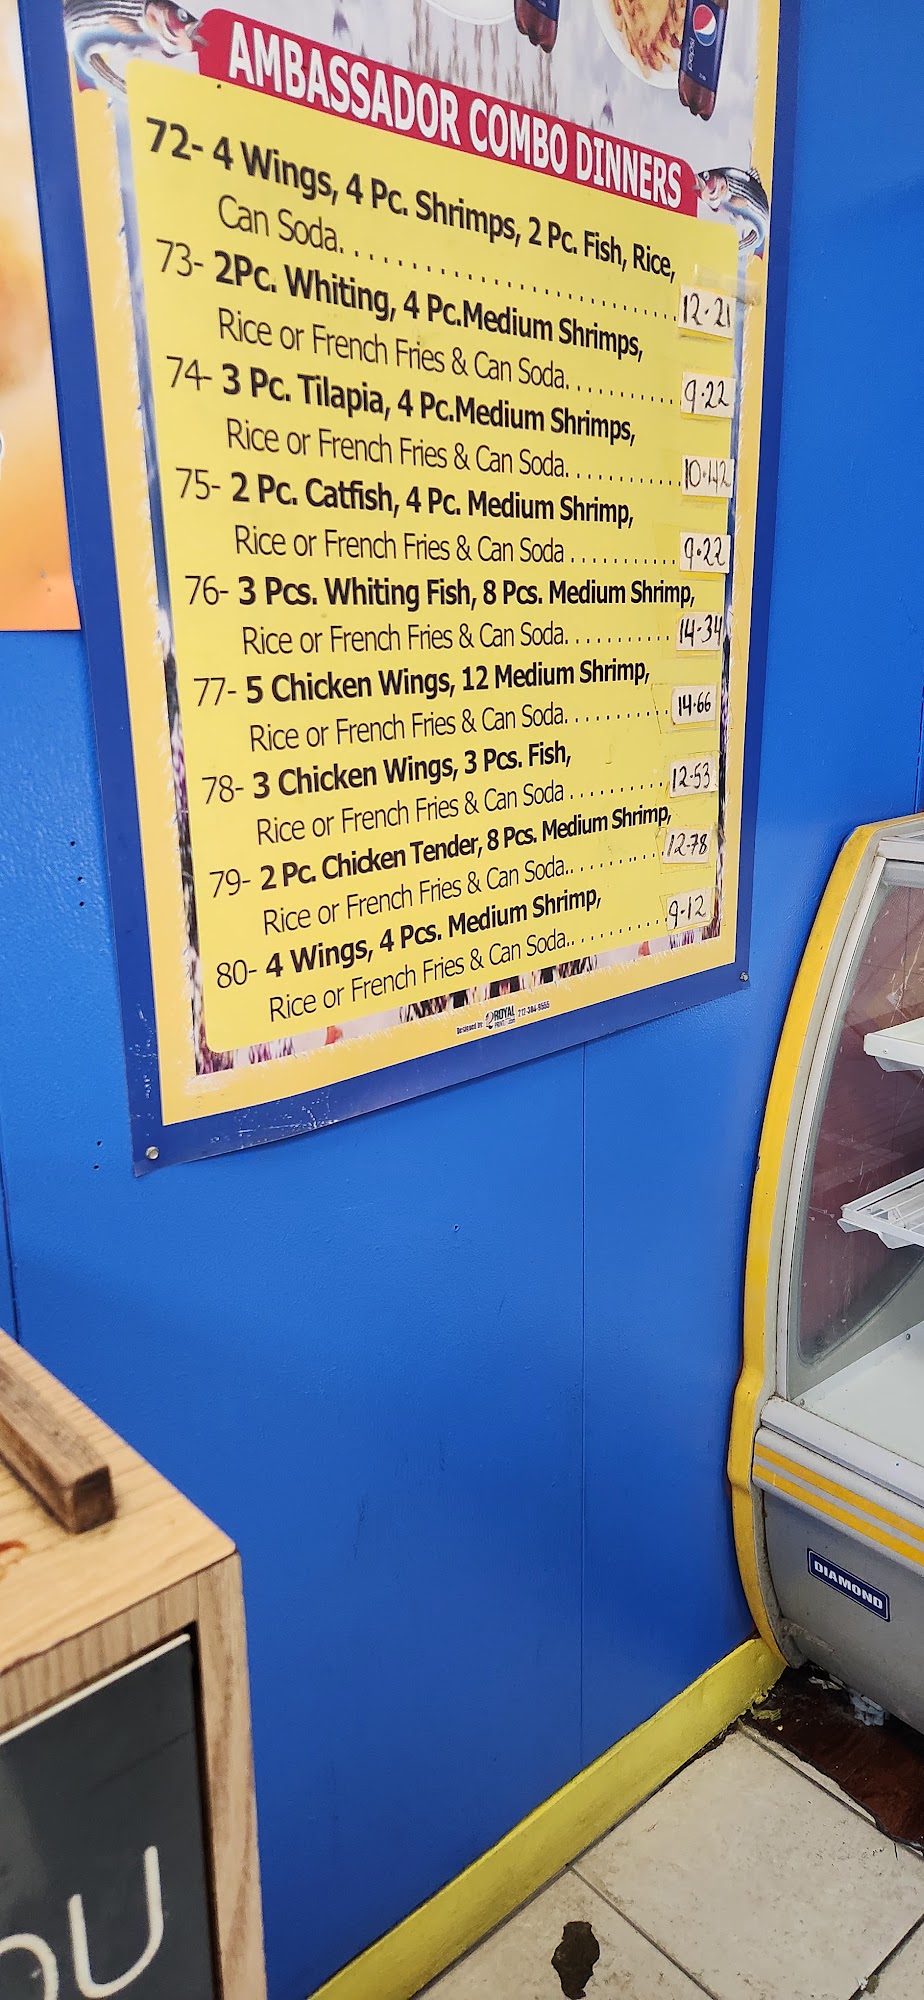 pepsi
AMBASSADOR COMBO DINNERS
72- 4 Wings, 4 Pc. Shrimps, 2 Pc. Fish, Rice,
Can Soda. 12.21
73- 2Pc. Whiting, 4 Pc.Medium Shrimps,
Rice or French Fries & Can Soda. 9.22
74- 3 Pc. Tilapia, 4 Pc.Medium Shrimps,
Rice or French Fries & Can Soda. 10.42
75- 2 Pc. Catfish, 4 Pc. Medium Shrimp,
Rice or French Fries & Can Soda 9.22
76- 3 Pcs. Whiting Fish, 8 Pcs. Medium Shrimp,
Rice or French Fries & Can Soda. 14-34
77- 5 Chicken Wings, 12 Medium Shrimp,
Rice or French Fries & Can Soda. 14.66
78- 3 Chicken Wings, 3 Pcs. Fish,
Rice or French Fries & Can Soda 12-53
79- 2 Pc. Chicken Tender, 8 Pcs. Medium Shrimp,
Rice or French Fries & Can Soda.. 12-78
80- 4 Wings, 4 Pcs. Medium Shrimp,
Rice or French Fries & Can Soda.. 9-12
Designed by: ROYAL
DIAMOND
ou